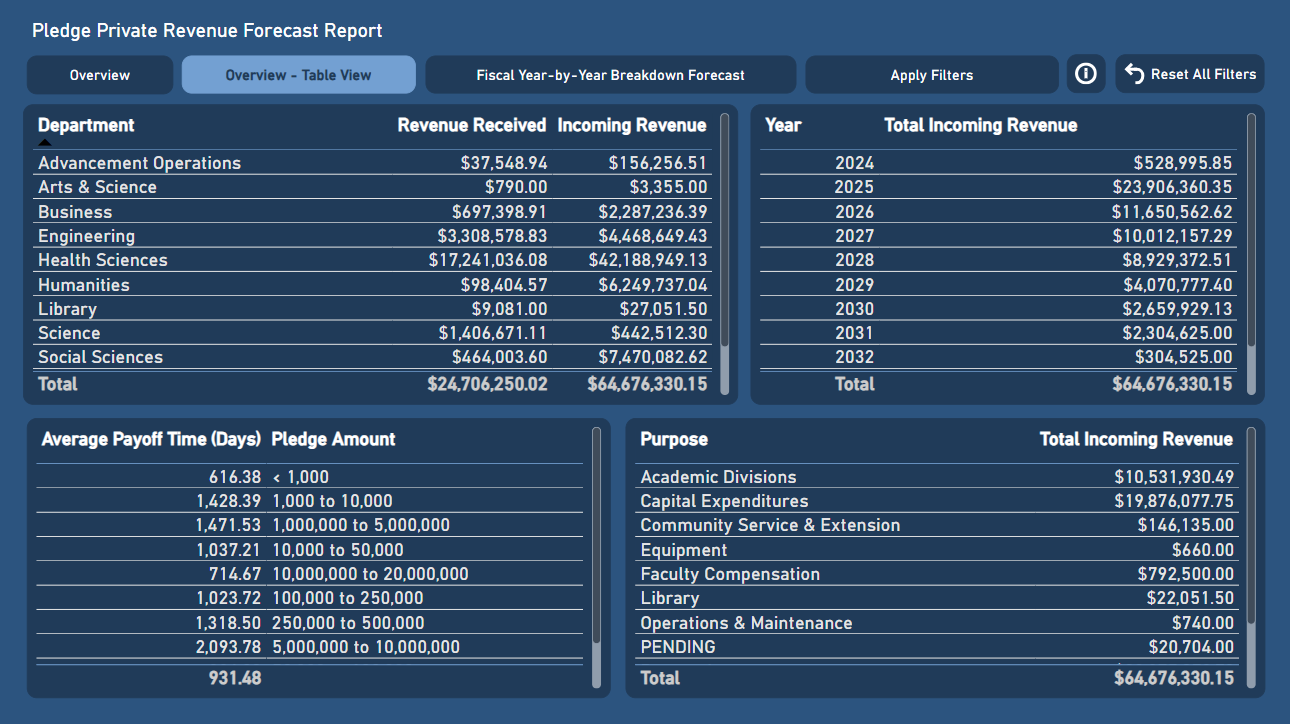 Pledge Private Revenue Forecast Report
Overview
Overview - Table View
Fiscal Year-by-Year Breakdown Forecast
Apply Filters
Reset All Filters
Department Revenue Received Incoming Revenue
Advancement Operations $37,548.94 $156,256.51
Arts & Science $790.00 $3,355.00
Business $697,398.91 $2,287,236.39
Engineering $3,308,578.83 $4,468,649.43
Health Sciences $17,241,036.08 $42,188,949.13
Humanities $98,404.57 $6,249,737.04
Library $9,081.00 $27,051.50
Science $1,406,671.11 $442,512.30
Social Sciences $464,003.60 $7,470,082.62
Total $24,706,250.02 $64,676,330.15
Year Total Incoming Revenue
2024 $528,995.85
2025 $23,906,360.35
2026 $11,650,562.62
2027 $10,012,157.29
2028 $8,929,372.51
2029 $4,070,777.40
2030 $2,659,929.13
2031 $2,304,625.00
2032 $304,525.00
Total $64,676,330.15
Average Payoff Time (Days) Pledge Amount
616.38 < 1,000
1,428.39 1,000 to 10,000
1,471.53 1,000,000 to 5,000,000
1,037.21 10,000 to 50,000
714.67 10,000,000 to 20,000,000
1,023.72 100,000 to 250,000
1,318.50 250,000 to 500,000
2,093.78 5,000,000 to 10,000,000
931.48
Purpose Total Incoming Revenue
Academic Divisions $10,531,930.49
Capital Expenditures $19,876,077.75
Community Service & Extension $146,135.00
Equipment $660.00
Faculty Compensation $792,500.00
Library $22,051.50
Operations & Maintenance $740.00
PENDING $20,704.00
Total $64,676,330.15